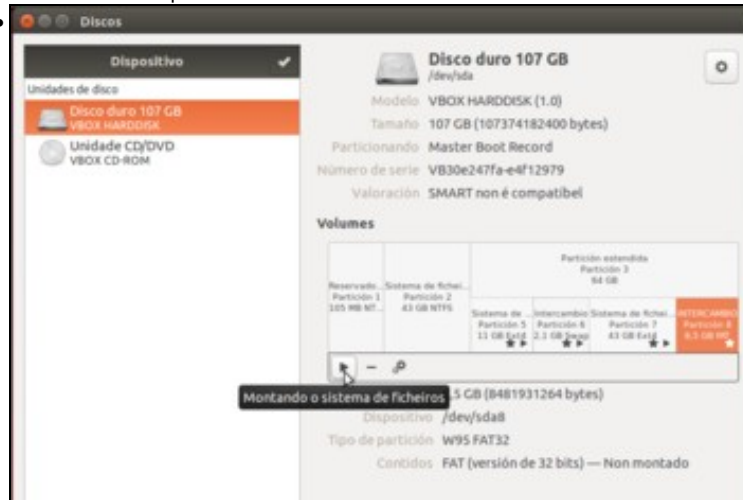 Discos
Dispositivo
Unidades de disco
Disco duro 107 GB
VBOX HARDDISK
Unidade CD/DVD
VBOX CD-ROM
Disco duro 107 GB
/dev/sda
Modelo VBOX HARDDISK (1.0)
Tamaño 107 GB (107374182400 bytes)
Particionando Master Boot Record
Número de serie VB30e247fa-e4f12979
Valoración SMART non é compatibel
Volumes
Reservado...
Partición 1
105 MB NT...
Sistema de fichei...
Partición 2
43 GB NTFS
Partición estendida
Partición 3
64 GB
Sistema de ...
Partición 5
11 GB Ext4
Intercambio
Partición 6
2,1 GB Swap
Sistema de fichei...
Partición 7
43 GB Ext4
INTERCAMBIO
Partición 8
Montando o sistema de ficheiros
,5 GB (8481931264 bytes)
Dispositivo /dev/sda8
Tipo de partición W95 FAT32
Contidos FAT (versión de 32 bits) — Non montado